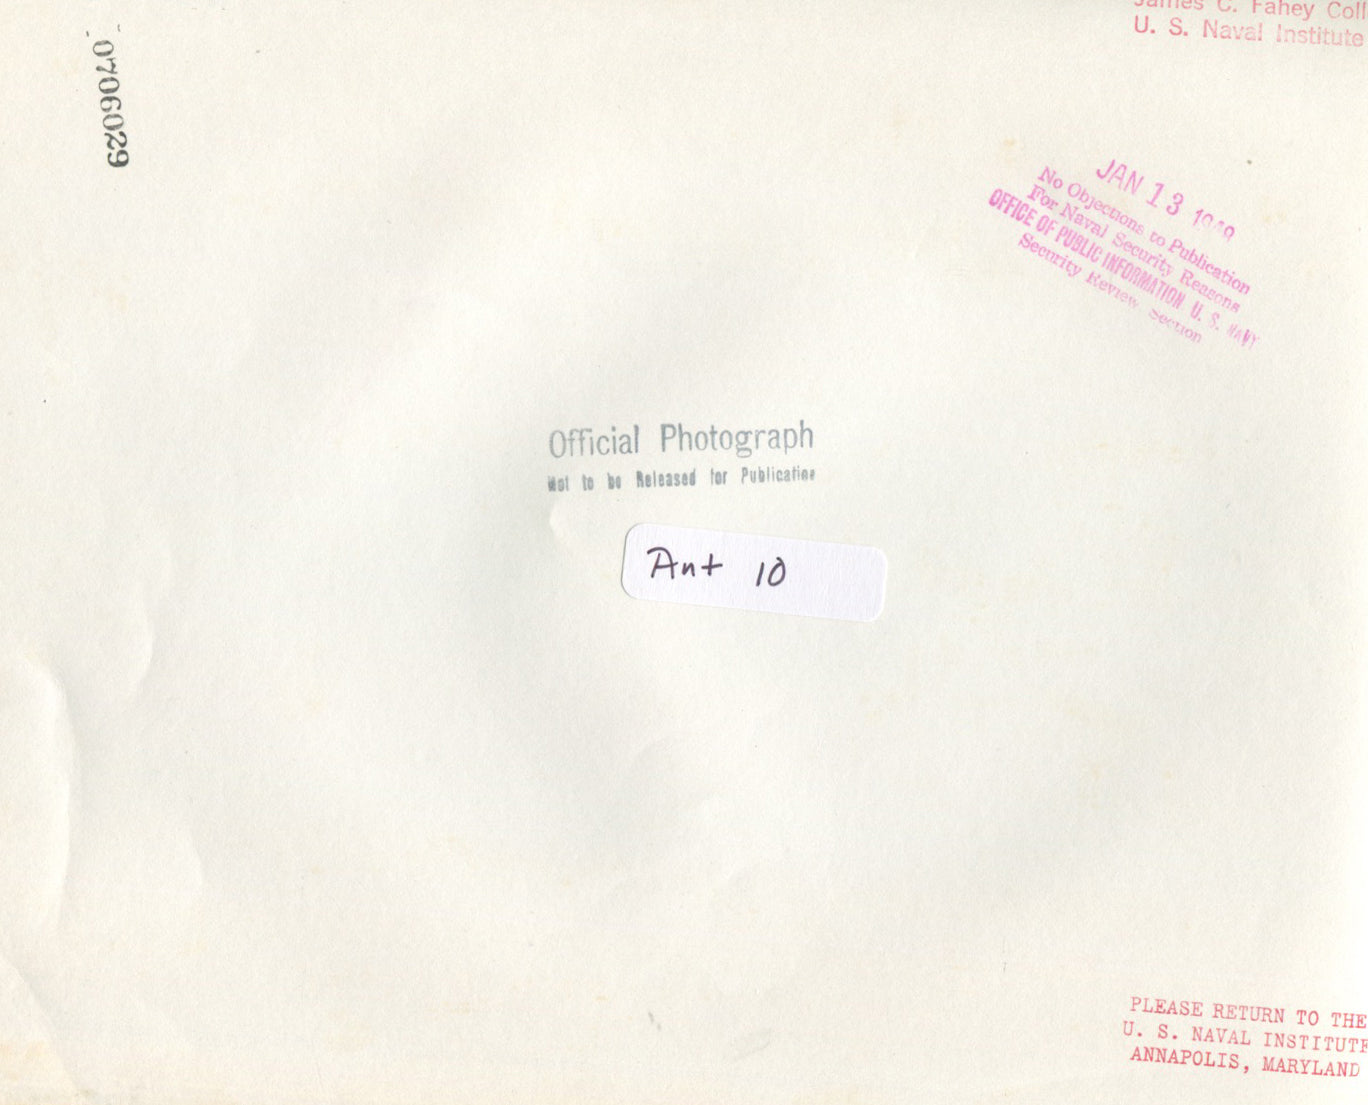 James C. Fahey Coll
U. S. Naval Institute
0706029
JAN 13
No Objections to Publication
For Naval Security Reasons
OFFICE OF PUBLIC INFORMATION U. S. NAVY
Security Review Section
Official Photograph
Not to be Released for Publication
Ant 10
PLEASE RETURN TO THE
U. S. NAVAL INSTITUTE
ANNAPOLIS, MARYLAND